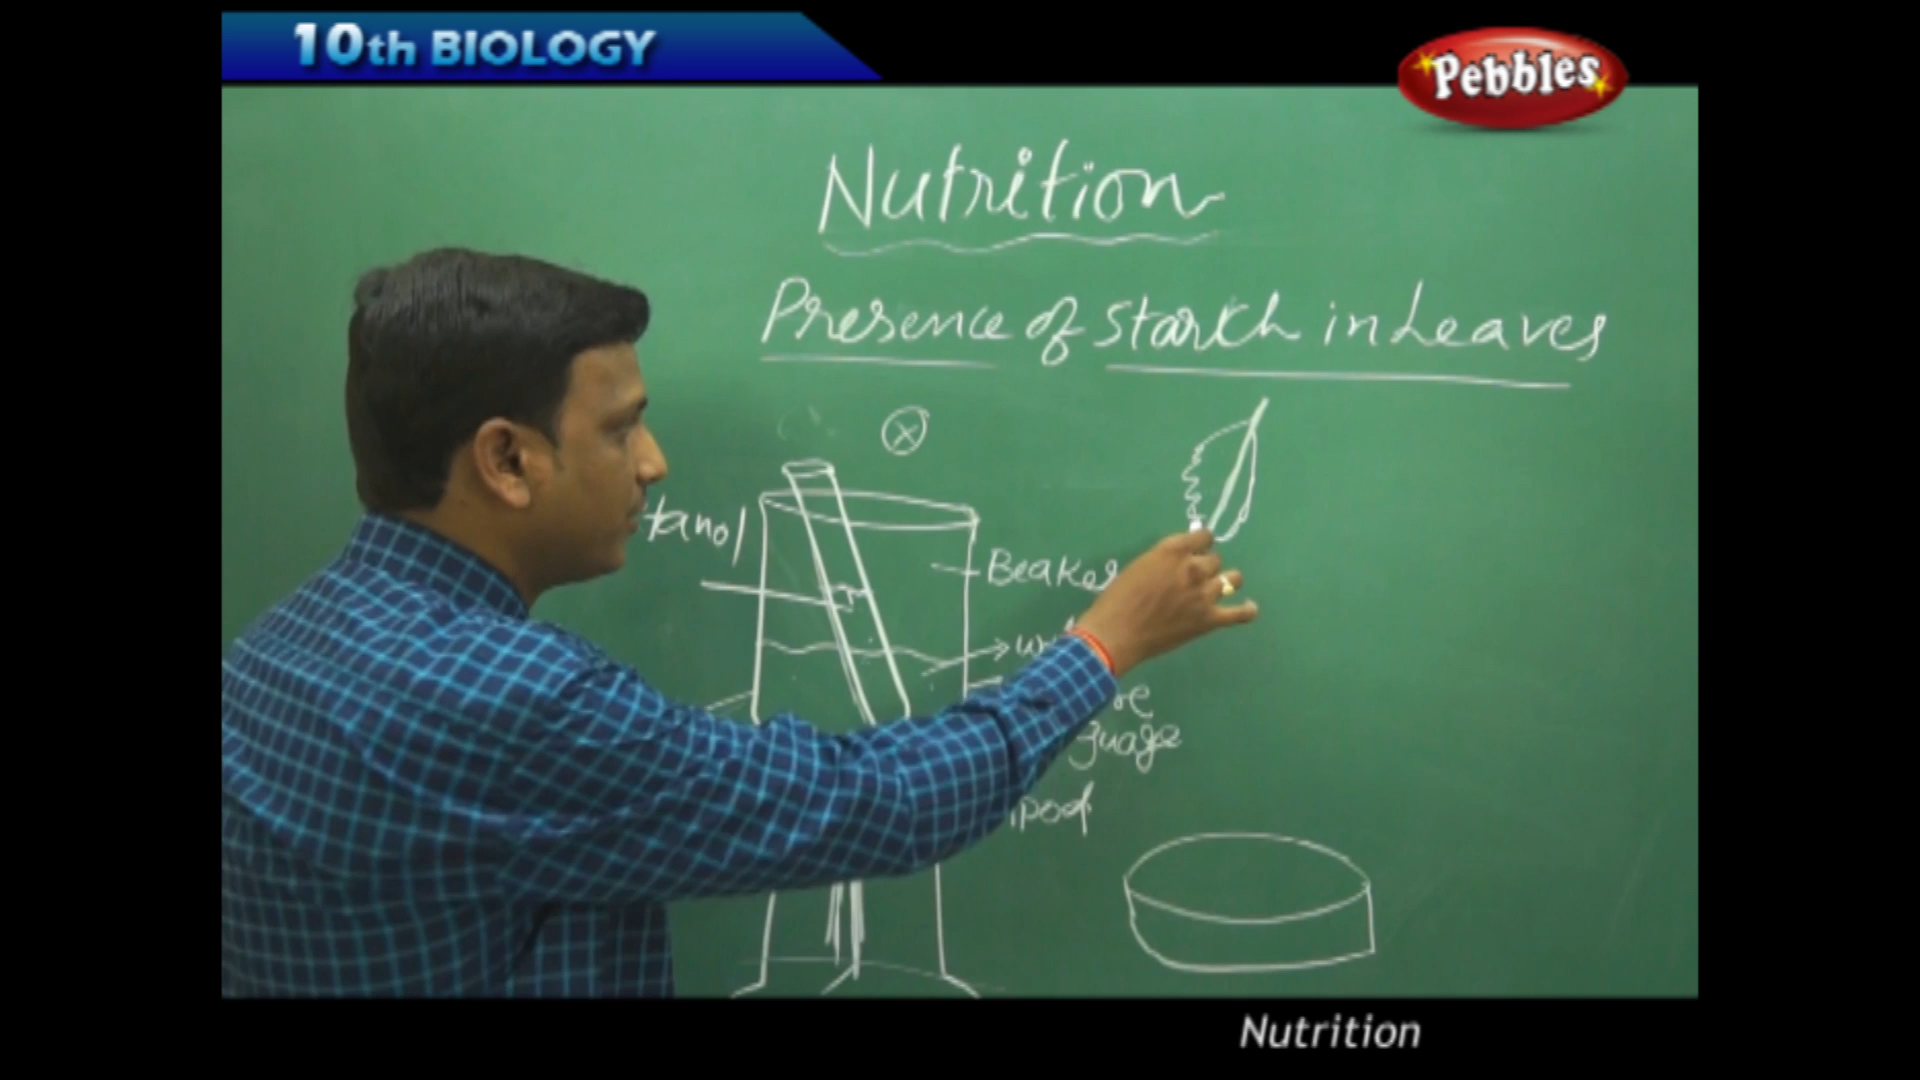 10th BIOLOGY
Pebbles
Nutrition
Presence of Starch in Leaves
tanol
Beaker
guage
Nutrition